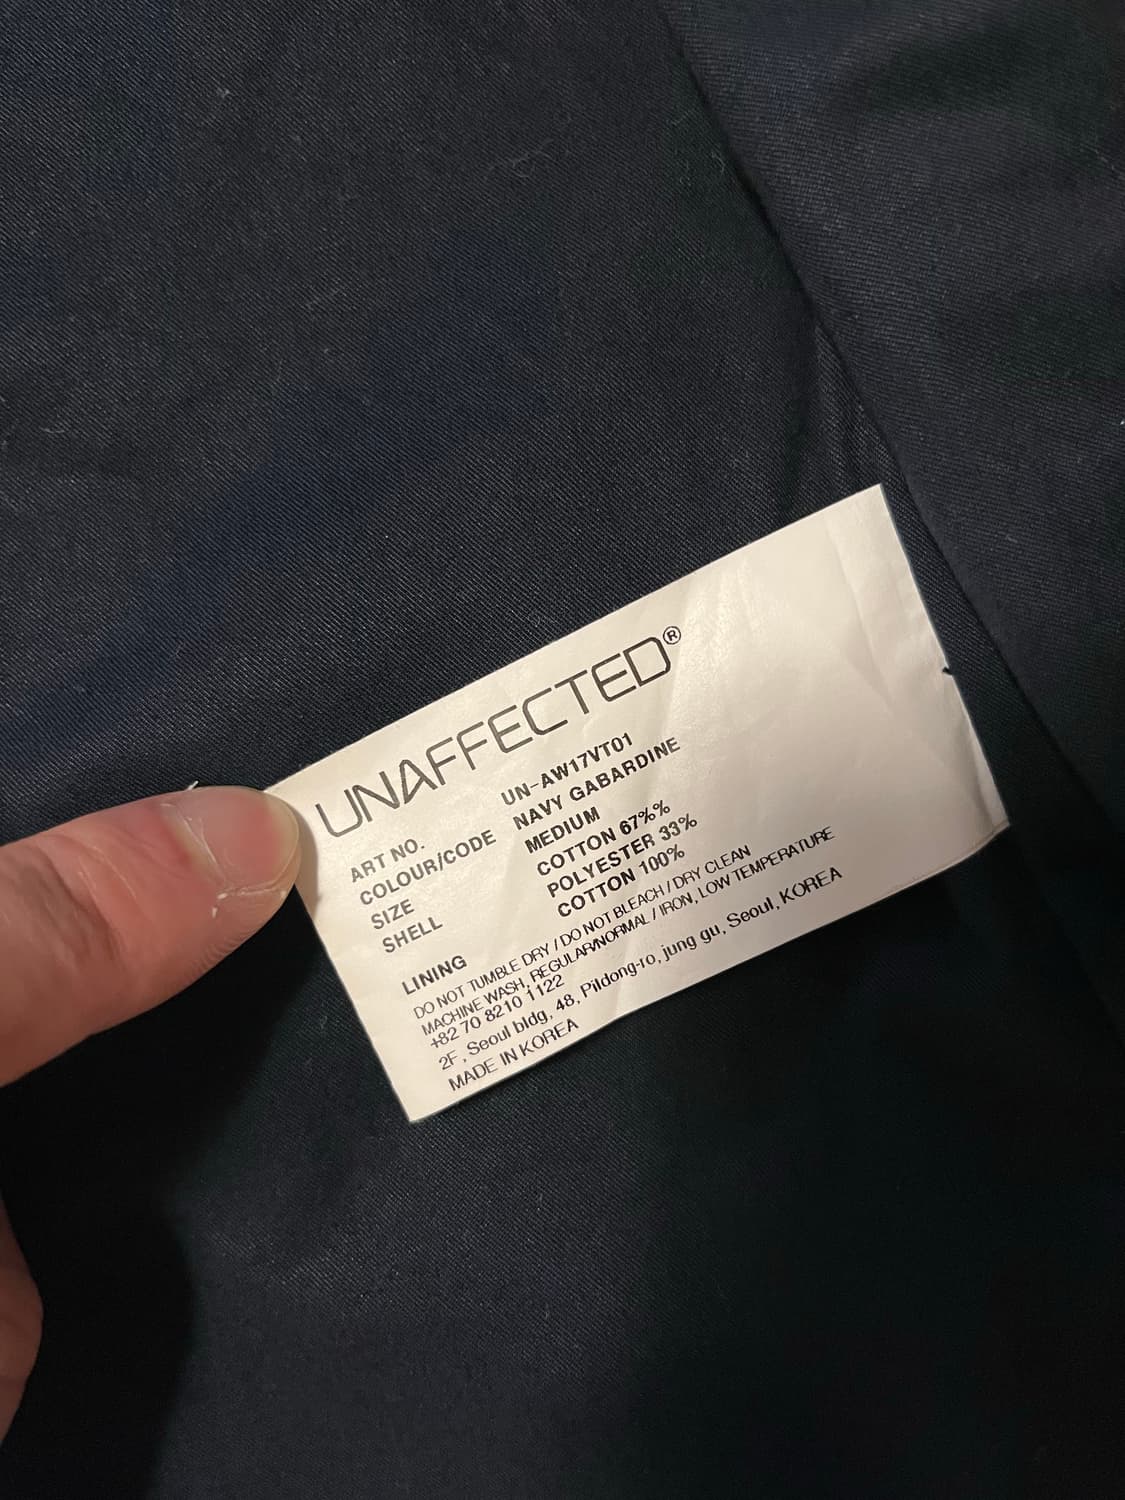 UNAFFECTED®
ART NO. UN-AW17VT01
COLOUR/CODE NAVY GABARDINE
SIZE MEDIUM
SHELL COTTON 67%%
POLYESTER 33%
LINING COTTON 100%
DO NOT TUMBLE DRY / DO NOT BLEACH / DRY CLEAN
MACHINE WASH, REGULAR/NORMAL / IRON, LOW TEMPERATURE
+82 70 8210 1122
2F , Seoul bldg, 48, Pildong-ro, jung gu, Seoul, KOREA
MADE IN KOREA